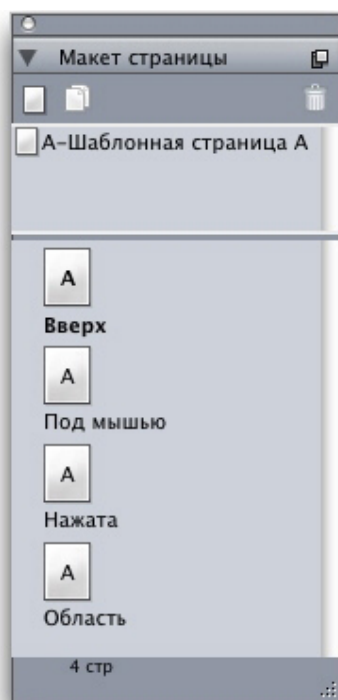 Макет страницы
А-Шаблонная страница А
А
Вверх
А
Под мышью
А
Нажата
А
Область
4 стр